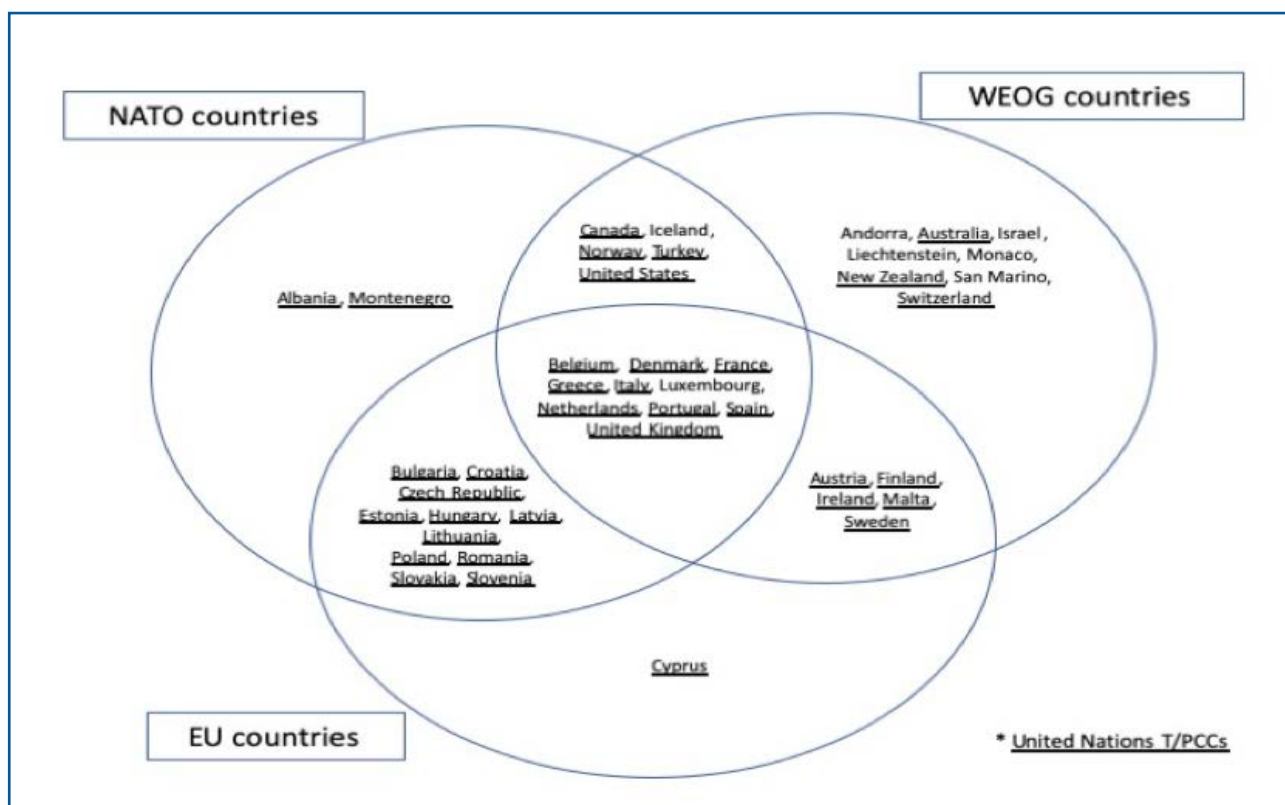 NATO countries
WEOG countries
Canada, Iceland,
Norway, Turkey,
United States
Andorra, Australia, Israel,
Liechtenstein, Monaco,
New Zealand, San Marino,
Switzerland
Albania, Montenegro
Belgium, Denmark, France,
Greece, Italy, Luxembourg,
Netherlands, Portugal, Spain,
United Kingdom
Bulgaria, Croatia,
Czech Republic,
Estonia, Hungary, Latvia,
Lithuania,
Poland, Romania,
Slovakia, Slovenia
Austria, Finland,
Ireland, Malta,
Sweden
Cyprus
EU countries
* United Nations T/PCCs